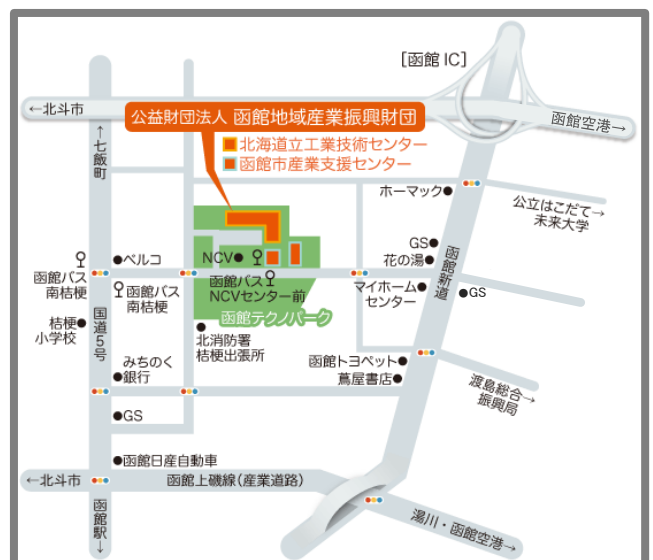 [函館IC]
←北斗市
函館空港→
公益財団法人 函館地域産業振興財団
北海道立工業技術センター
函館市産業支援センター
←七飯町
ホーマック
公立はこだて→
未来大学
GS
花の湯
函館新道
ベルコ
NCV
函館バス
南桔梗
函館バス
南桔梗
函館バス
NCVセンター前
マイホーム
センター
GS
函館テクノパーク
国道5号
桔梗
小学校
北消防署
桔梗出張所
みちのく
銀行
函館トヨペット
蔦屋書店
渡島総合→
振興局
GS
函館日産自動車
←北斗市
函館上磯線(産業道路)
函館駅→
湯川・函館空港→